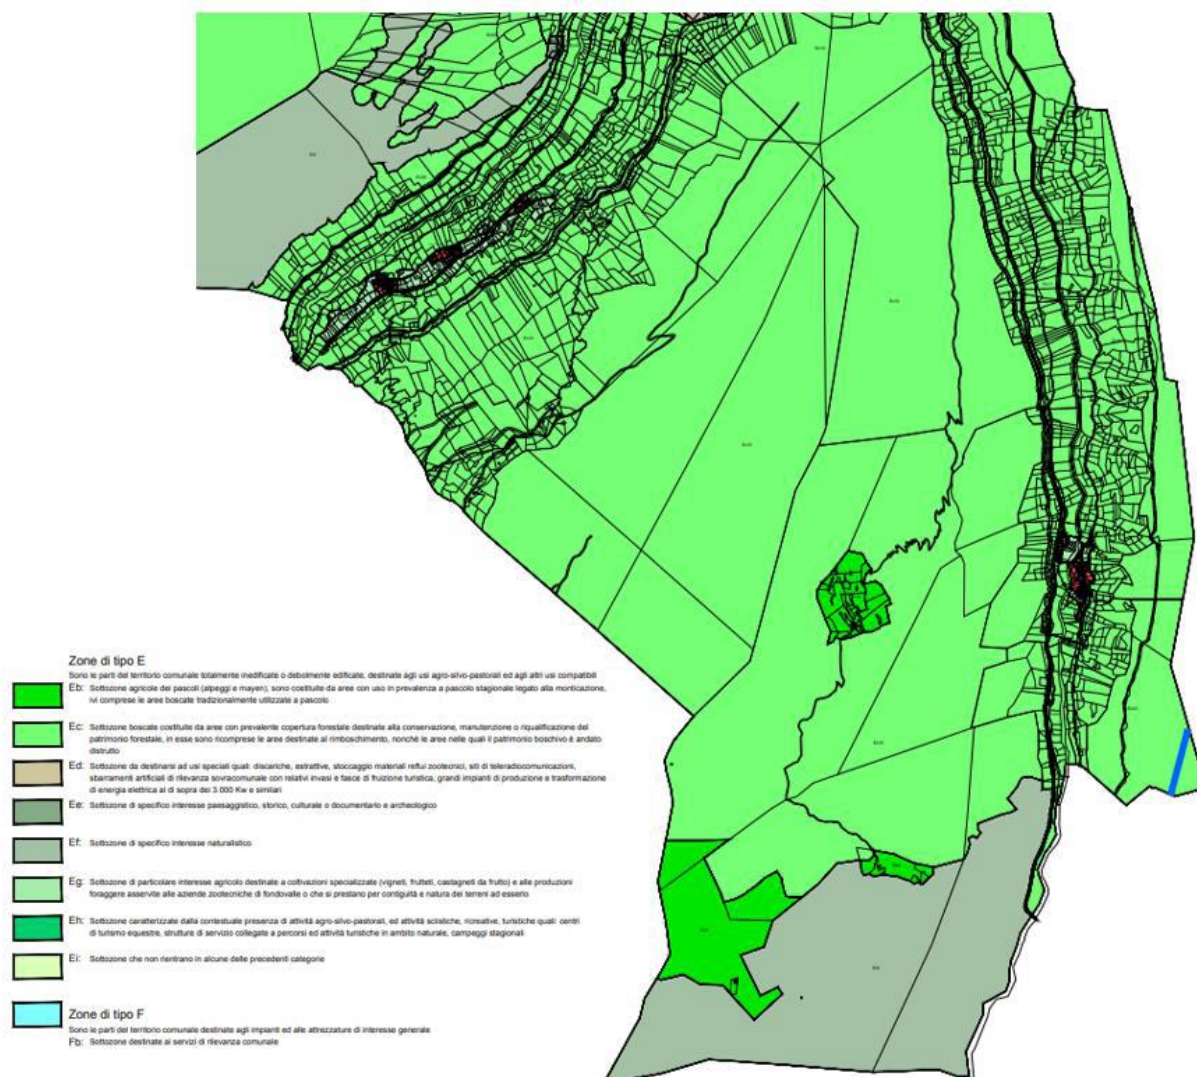 Zone di tipo E
Sono le parti del territorio comunale totalmente inedificate o debolmente edificate, destinate agli usi agro-silvo-pastorali ed agli altri usi compatibili
Eb: Sottozone agricole dei pascoli (alpeggi e mayen), sono costituite da aree con uso in prevalenza a pascolo stagionale legato alla monticazione,
ivi comprese le aree boscate tradizionalmente utilizzate a pascolo
Ec: Sottozone boscate costituite da aree con prevalente copertura forestale destinate alla conservazione, manutenzione o riqualificazione del
patrimonio forestale, in esse sono ricomprese le aree destinate al rimboschimento, nonchè le aree nelle quali il patrimonio boschivo è andato
distrutto
Ed: Sottozone da destinarsi ad usi speciali quali: discariche, estrattive, stoccaggio materiali reflui zootecnici, siti di teleradiocomunicazioni,
sbarramenti artificiali di rilevanza sovracomunale con relativi invasi e fasce di fruizione turistica, grandi impianti di produzione e trasformazione
di energia elettrica al di sopra dei 3.000 Kw e similari
Ee: Sottozone di specifico interesse paesaggistico, storico, culturale o documentario e archeologico
Ef: Sottozone di specifico interesse naturalistico
Eg: Sottozone di particolare interesse agricolo destinate a coltivazioni specializzate (vigneti, frutteti, castagneti da frutto) e alle produzioni
foraggere asservite alle aziende zootecniche di fondovalle o che si prestano per contiguità e natura dei terreni ad esserlo
Eh: Sottozone caratterizzate dalla contestuale presenza di attività agro-silvo-pastorali, ed attività sciistiche, ricreative, turistiche quali: centri
di turismo equestre, strutture di servizio collegate a percorsi ed attività turistiche in ambito naturale, campeggi stagionali
Ei: Sottozone che non rientrano in alcune delle precedenti categorie
Zone di tipo F
Sono le parti del territorio comunale destinate agli impianti ed alle attrezzature di interesse generale
Fb: Sottozone destinate ai servizi di rilevanza comunale